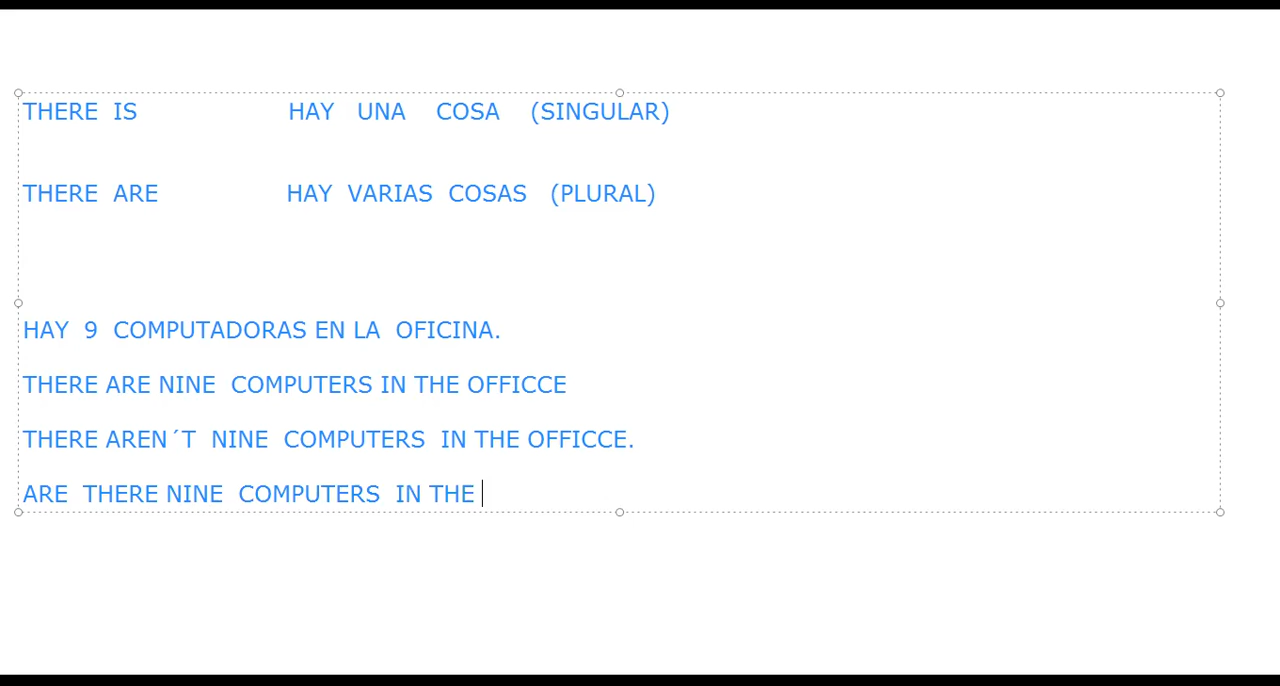 THERE IS HAY UNA COSA (SINGULAR)
THERE ARE HAY VARIAS COSAS (PLURAL)
HAY 9 COMPUTADORAS EN LA OFICINA.
THERE ARE NINE COMPUTERS IN THE OFFICCE
THERE AREN´T NINE COMPUTERS IN THE OFFICCE.
ARE THERE NINE COMPUTERS IN THE